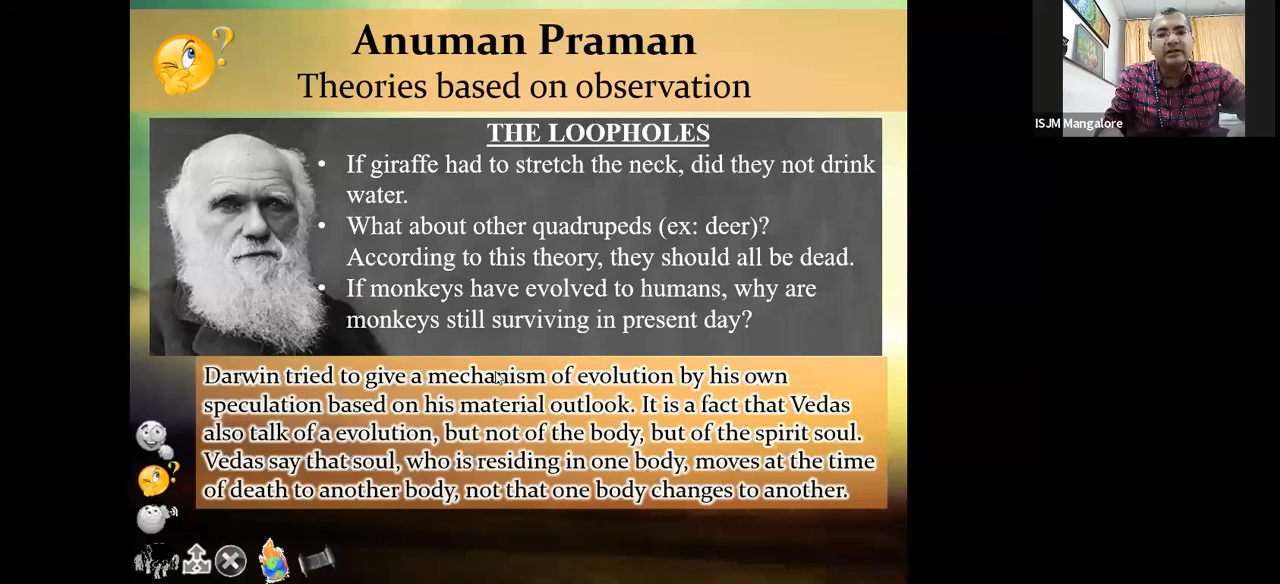 Anuman Praman
Theories based on observation
THE LOOPHOLES
• If giraffe had to stretch the neck, did they not drink
water.
• What about other quadrupeds (ex: deer)?
According to this theory, they should all be dead.
• If monkeys have evolved to humans, why are
monkeys still surviving in present day?
Darwin tried to give a mechanism of evolution by his own
speculation based on his material outlook. It is a fact that Vedas
also talk of a evolution, but not of the body, but of the spirit soul.
Vedas say that soul, who is residing in one body, moves at the time
of death to another body, not that one body changes to another.
ISJM Mangalore